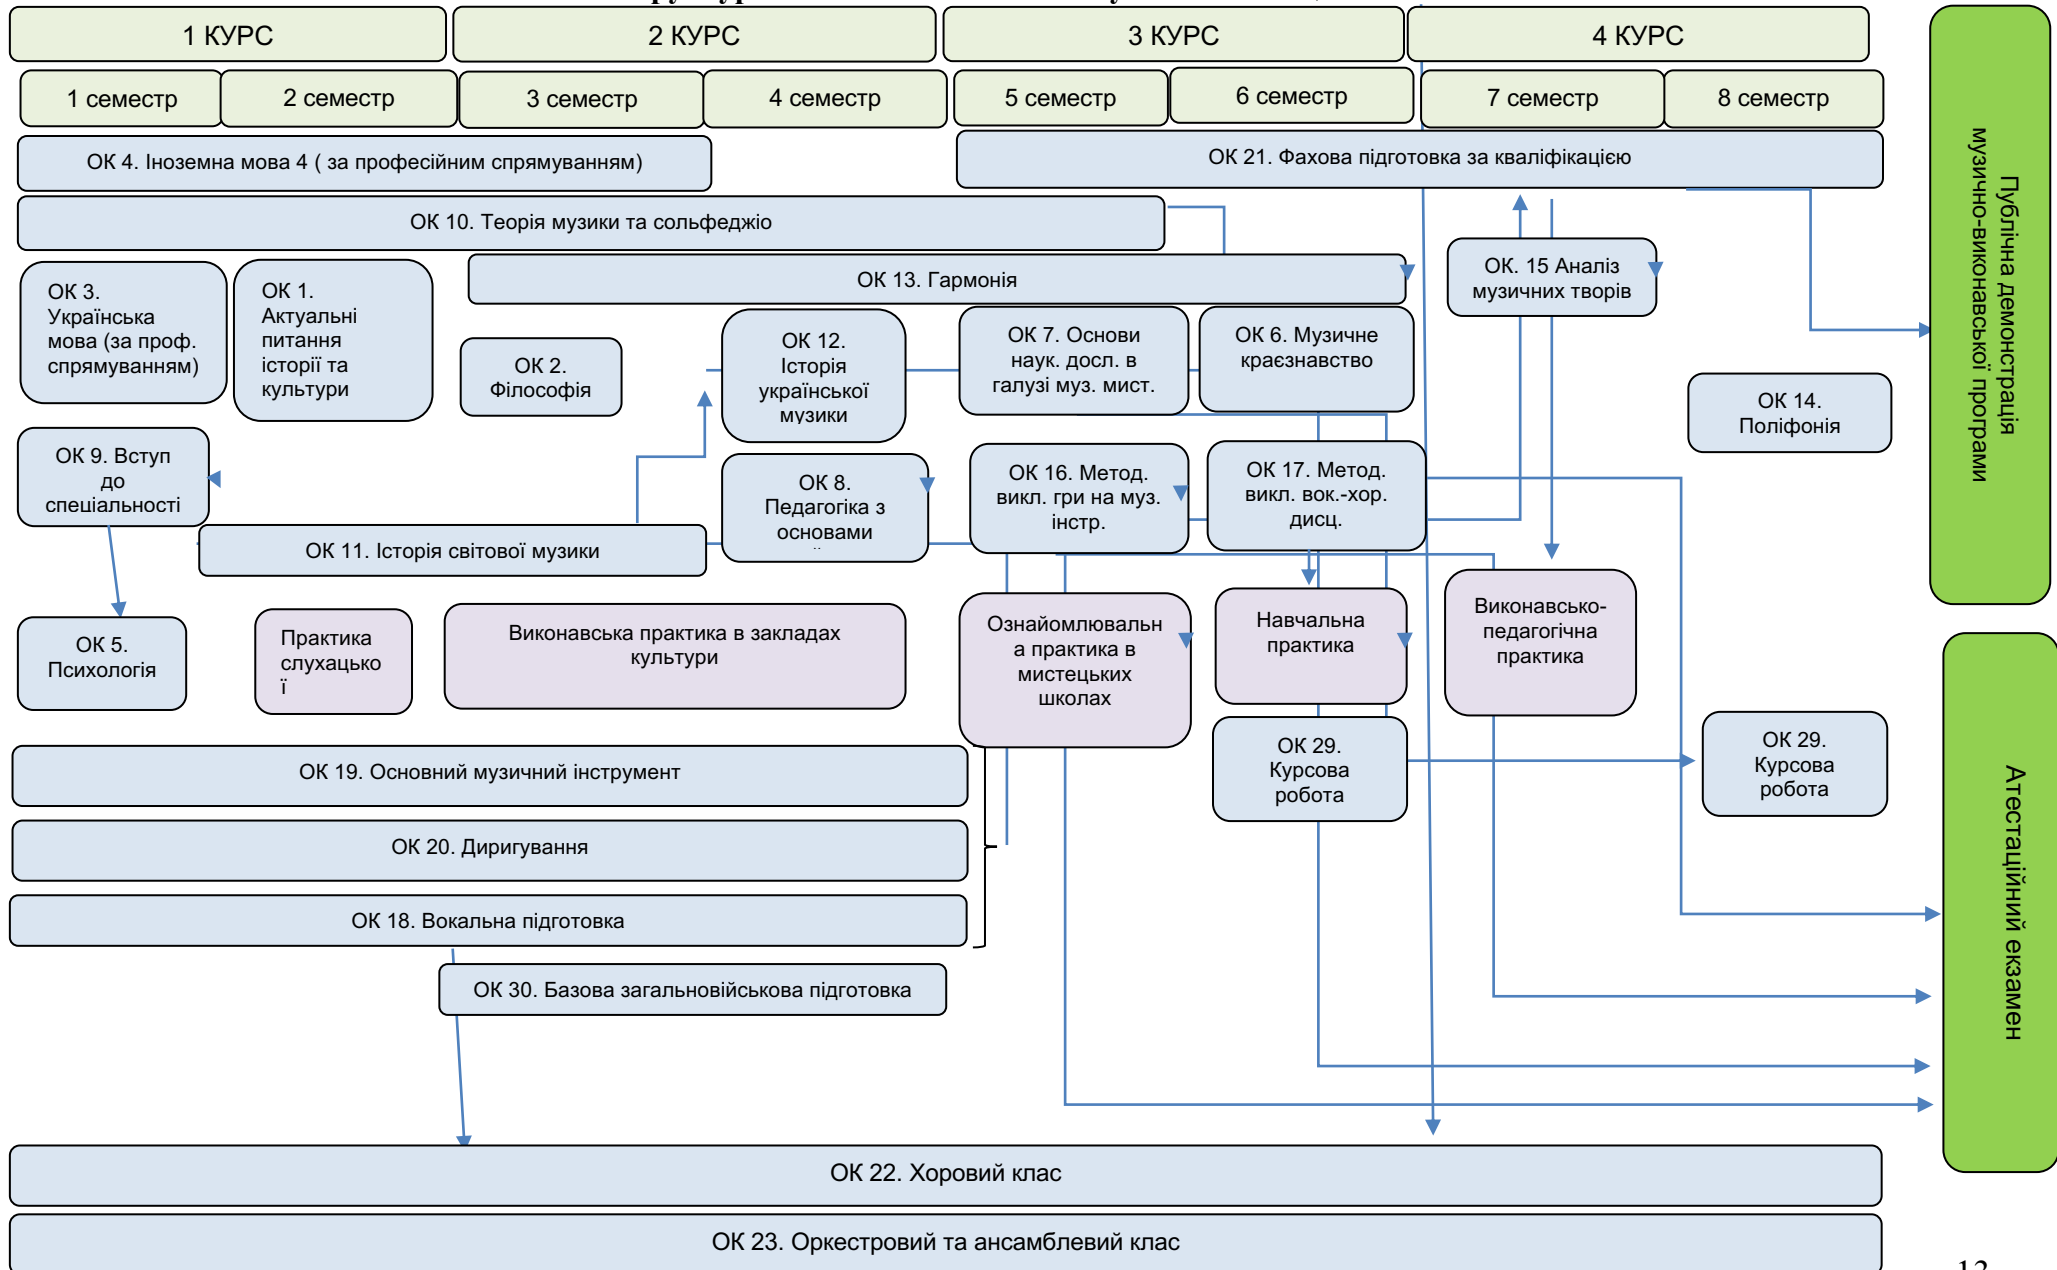 1 КУРС
2 КУРС
3 КУРС
4 КУРС
1 семестр
2 семестр
3 семестр
4 семестр
5 семестр
6 семестр
7 семестр
8 семестр
ОК 4. Іноземна мова 4 ( за професійним спрямуванням)
ОК 21. Фахова підготовка за кваліфікацією
ОК 10. Теорія музики та сольфеджіо
ОК 13. Гармонія
ОК. 15 Аналіз
музичних творів
ОК 3.
Українська
мова (за проф.
спрямуванням)
ОК 1.
Актуальні
питання
історії та
культури
ОК 2.
Філософія
ОК 12.
Історія
української
музики
ОК 7. Основи
наук. досл. в
галузі муз. мист.
ОК 6. Музичне
краєзнавство
ОК 14.
Поліфонія
ОК 9. Вступ
до
спеціальності
ОК 8.
Педагогіка з
основами
ОК 16. Метод.
викл. гри на муз.
інстр.
ОК 17. Метод.
викл. вок.-хор.
дисц.
ОК 11. Історія світової музики
ОК 5.
Психологія
Практика
слухацько
ї
Виконавська практика в закладах
культури
Ознайомлювальн
а практика в
мистецьких
школах
Навчальна
практика
Виконавсько-
педагогічна
практика
ОК 29.
Курсова
робота
ОК 29.
Курсова
робота
ОК 19. Основний музичний інструмент
ОК 20. Диригування
ОК 18. Вокальна підготовка
ОК 30. Базова загальновійськова підготовка
ОК 22. Хоровий клас
ОК 23. Оркестровий та ансамблевий клас
Публічна демонстрація
музично-виконавської програми
Атестаційний екзамен